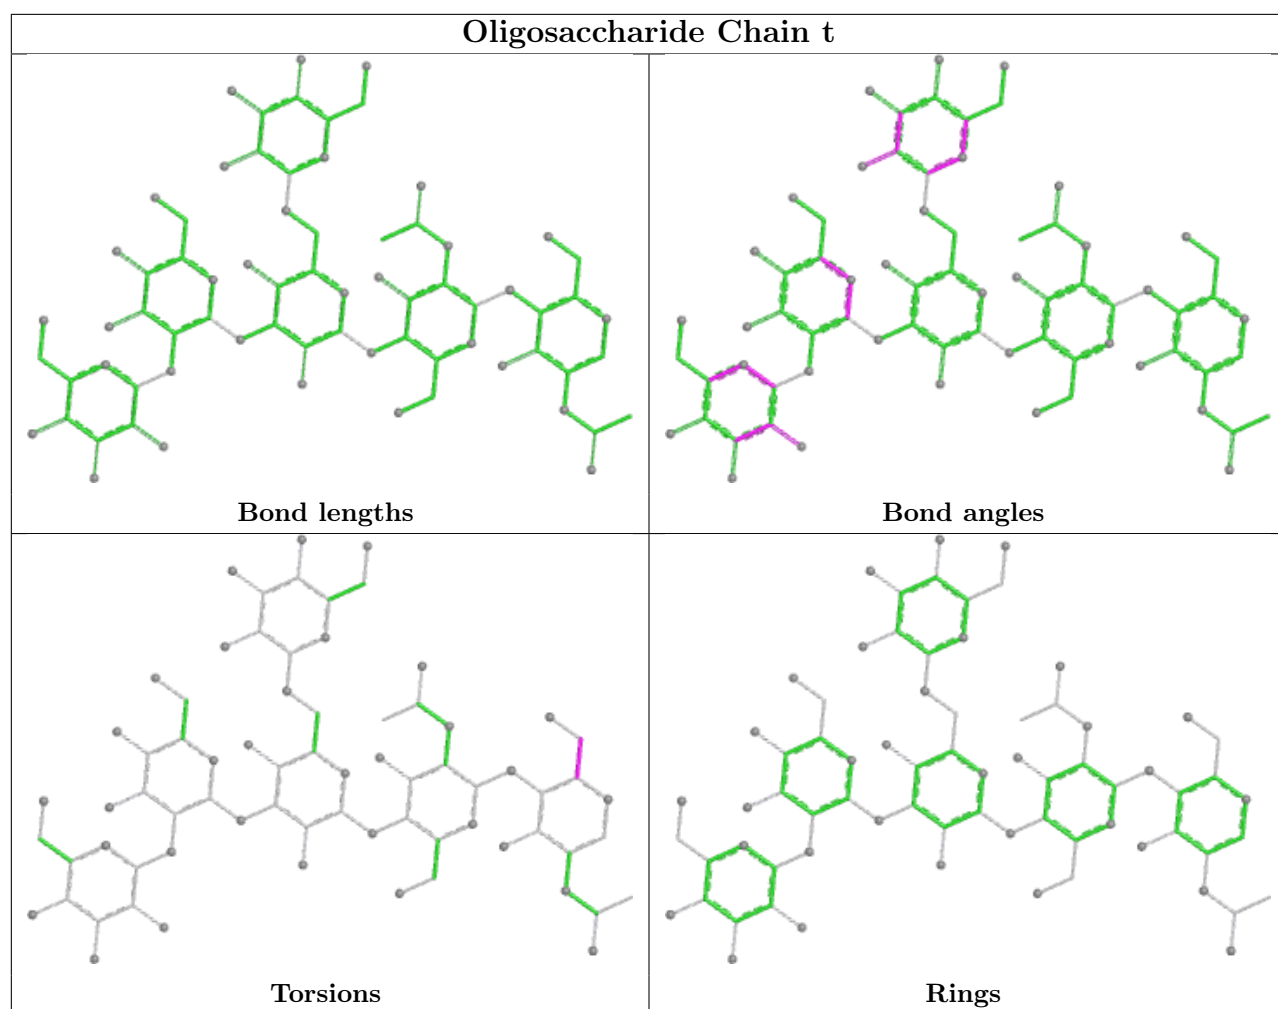 Oligosaccharide Chain t
Bond lengths
Bond angles
Torsions
Rings